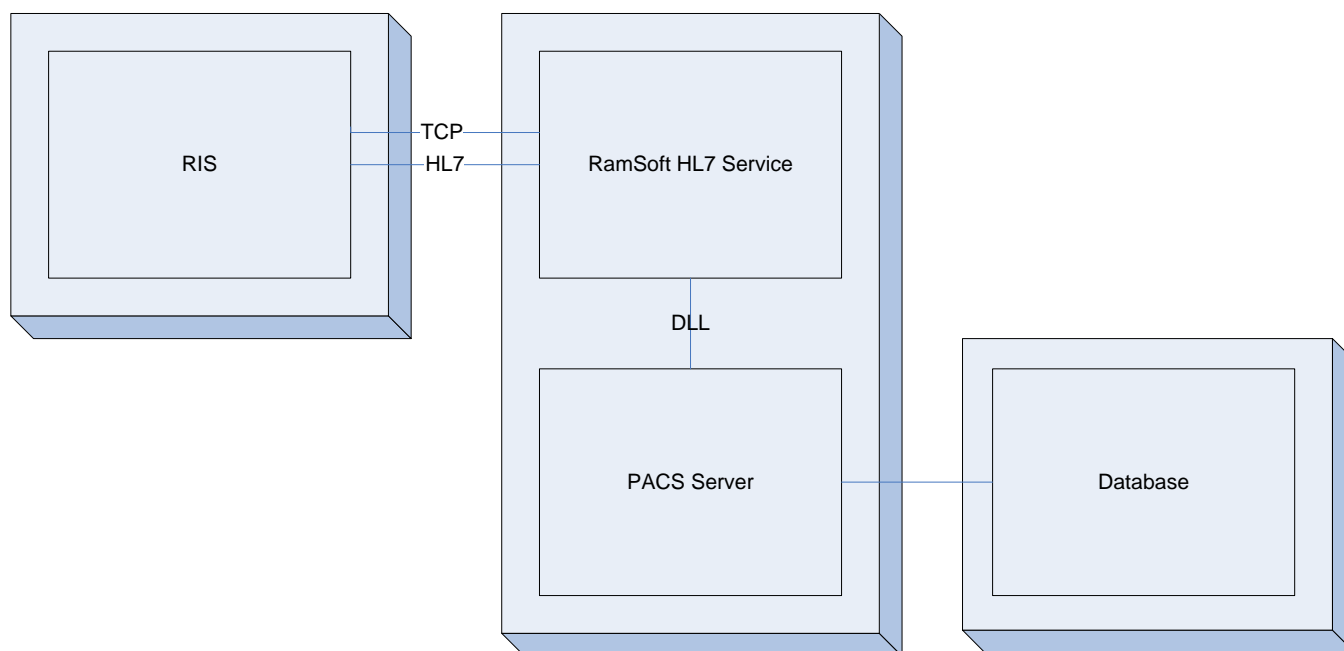 TCP
RIS
HL7
RamSoft HL7 Service
DLL
PACS Server
Database